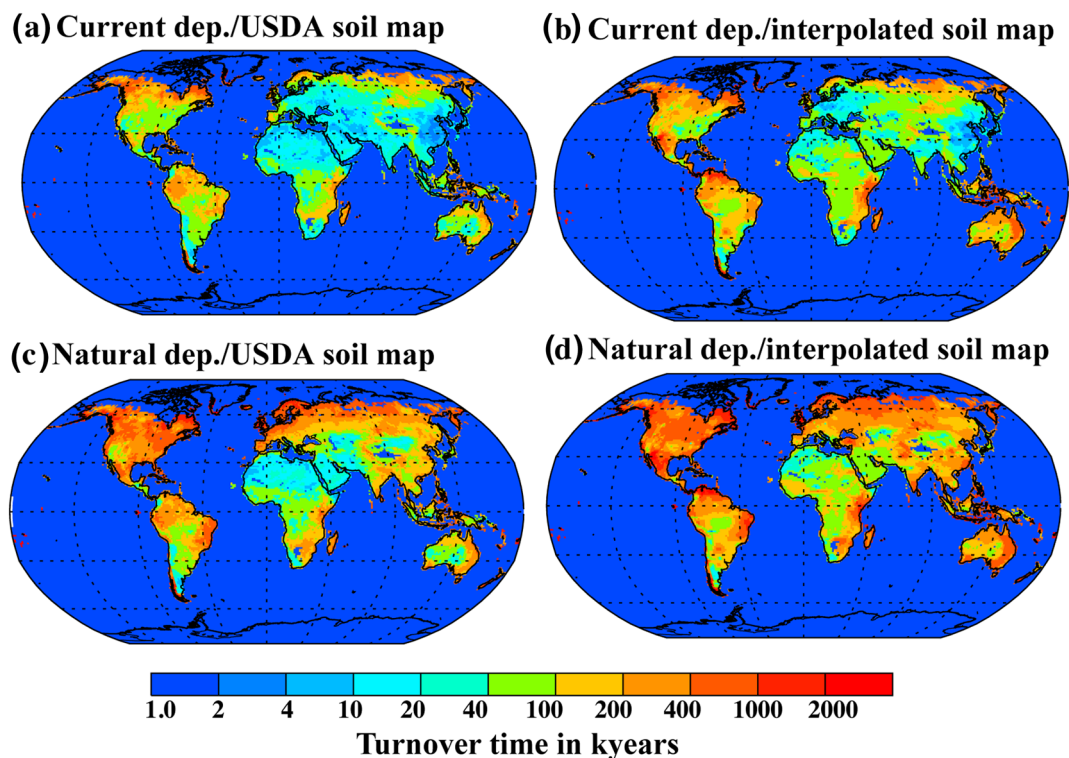 (a) Current dep./USDA soil map
(b) Current dep./interpolated soil map
(c) Natural dep./USDA soil map
(d) Natural dep./interpolated soil map
1.0 2 4 10 20 40 100 200 400 1000 2000
Turnover time in kyears